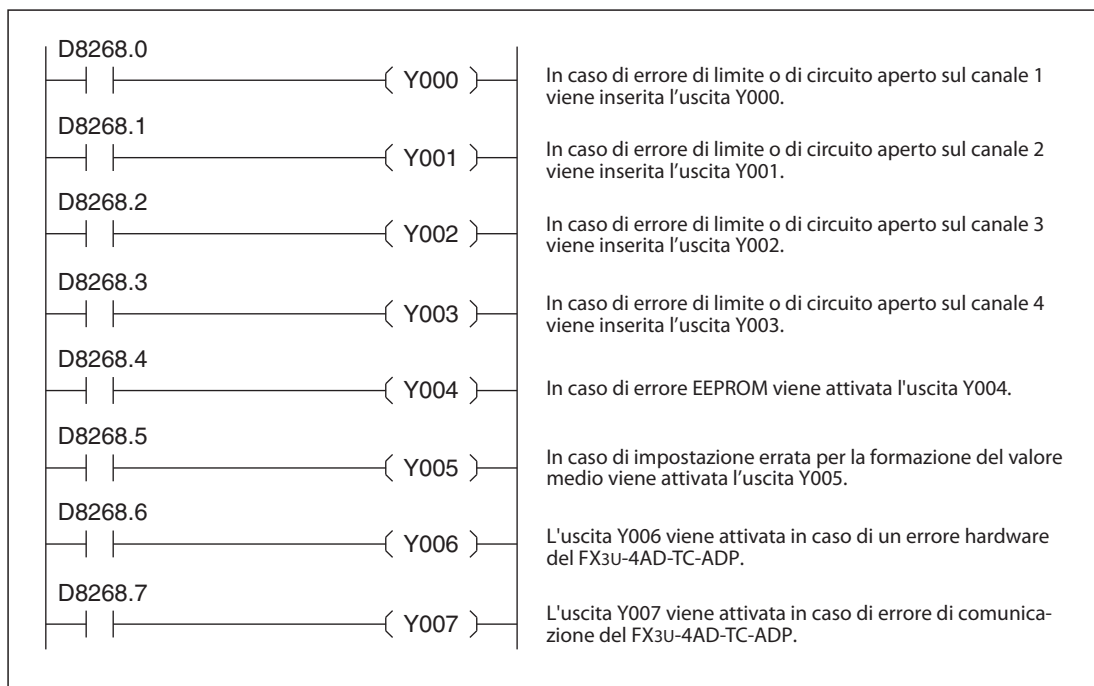 D8268.0
( Y000 )
In caso di errore di limite o di circuito aperto sul canale 1
viene inserita l’uscita Y000.
D8268.1
( Y001 )
In caso di errore di limite o di circuito aperto sul canale 2
viene inserita l’uscita Y001.
D8268.2
( Y002 )
In caso di errore di limite o di circuito aperto sul canale 3
viene inserita l’uscita Y002.
D8268.3
( Y003 )
In caso di errore di limite o di circuito aperto sul canale 4
viene inserita l’uscita Y003.
D8268.4
( Y004 )
In caso di errore EEPROM viene attivata l'uscita Y004.
D8268.5
( Y005 )
In caso di impostazione errata per la formazione del valore
medio viene attivata l’uscita Y005.
D8268.6
( Y006 )
L'uscita Y006 viene attivata in caso di un errore hardware
del FX3U-4AD-TC-ADP.
D8268.7
( Y007 )
L'uscita Y007 viene attivata in caso di errore di comunica-
zione del FX3U-4AD-TC-ADP.